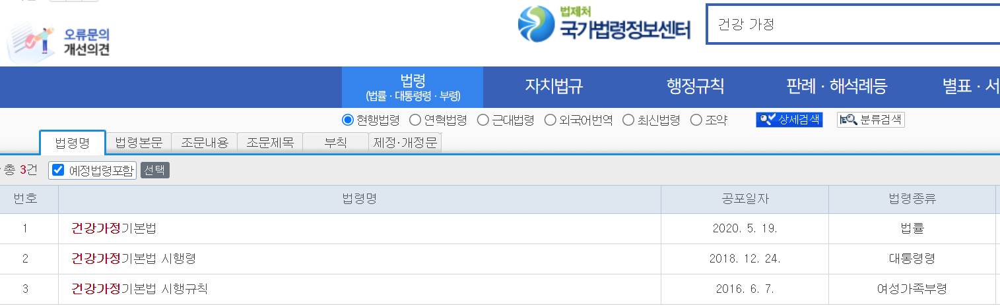 법제처
국가법령정보센터
건강 가정
오류문의
개선의견
법령
(법률 · 대통령령 · 부령)
자치법규
행정규칙
판례 · 해석례등
별표 · 서
현행법령 연혁법령 근대법령 외국어번역 최신법령 조약 상세검색 분류검색
법령명 법령본문 조문내용 조문제목 부칙 제정·개정문
총 3건 예정법령포함 선택
번호 법령명 공포일자 법령종류
1 건강가정기본법 2020. 5. 19. 법률
2 건강가정기본법 시행령 2018. 12. 24. 대통령령
3 건강가정기본법 시행규칙 2016. 6. 7. 여성가족부령